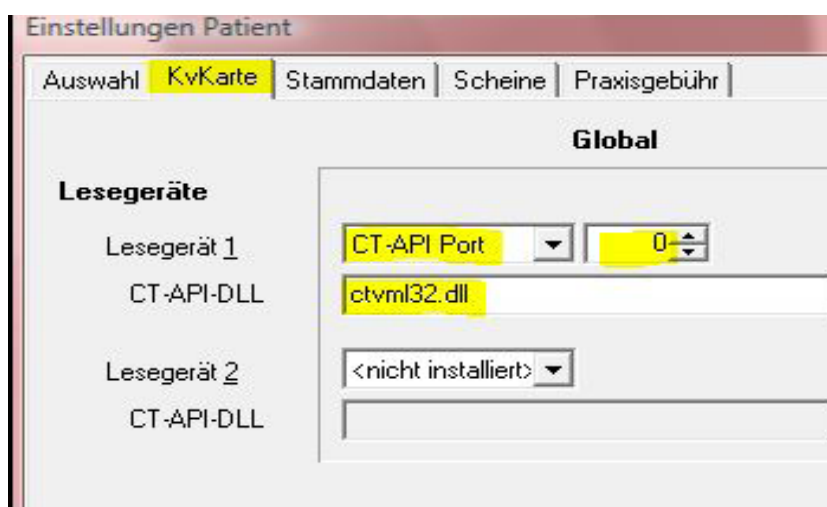 Einstellungen Patient
Auswahl KvKarte Stammdaten Scheine Praxisgebühr
Global
Lesegeräte
Lesegerät 1 CT-API Port 0
CT-API-DLL ctvml32.dll
Lesegerät 2 <nicht installiert>
CT-API-DLL